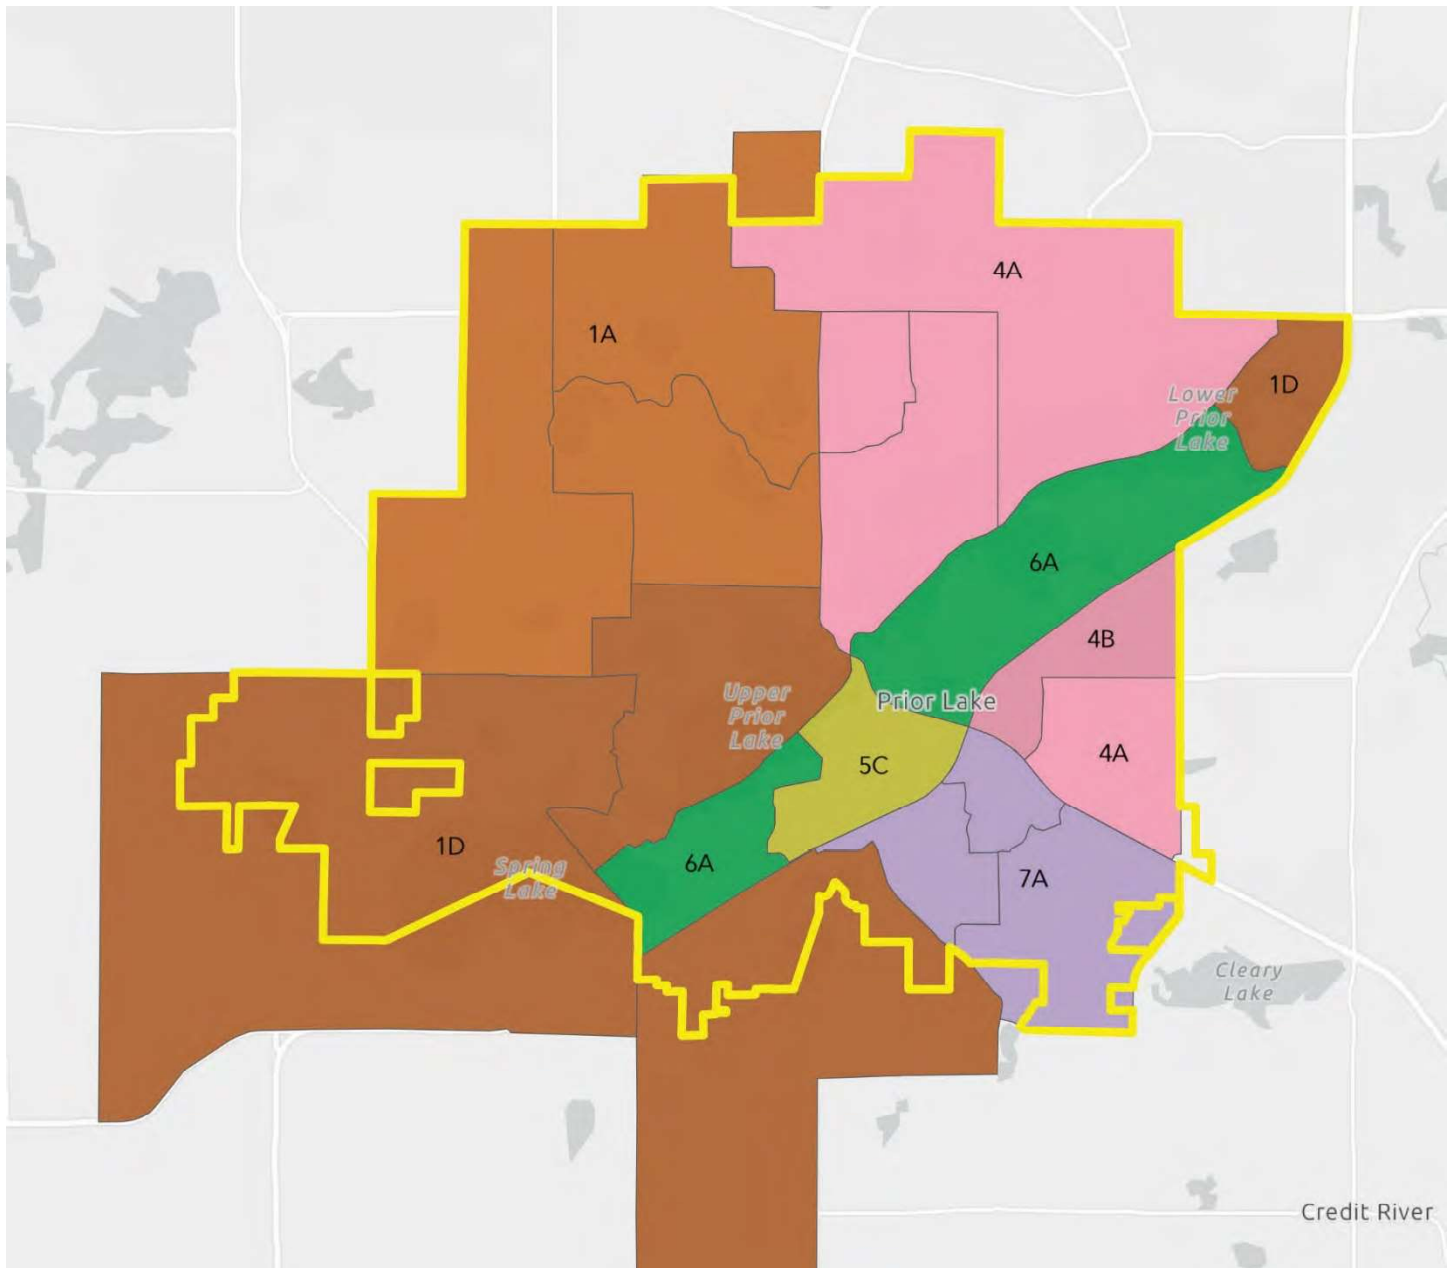 4A
1A
1D
Lower
Prior
Lake
6A
4B
Upper
Prior
Lake
Prior Lake
4A
5C
1D
Spring
Lake
6A
7A
Cleary
Lake
Credit River